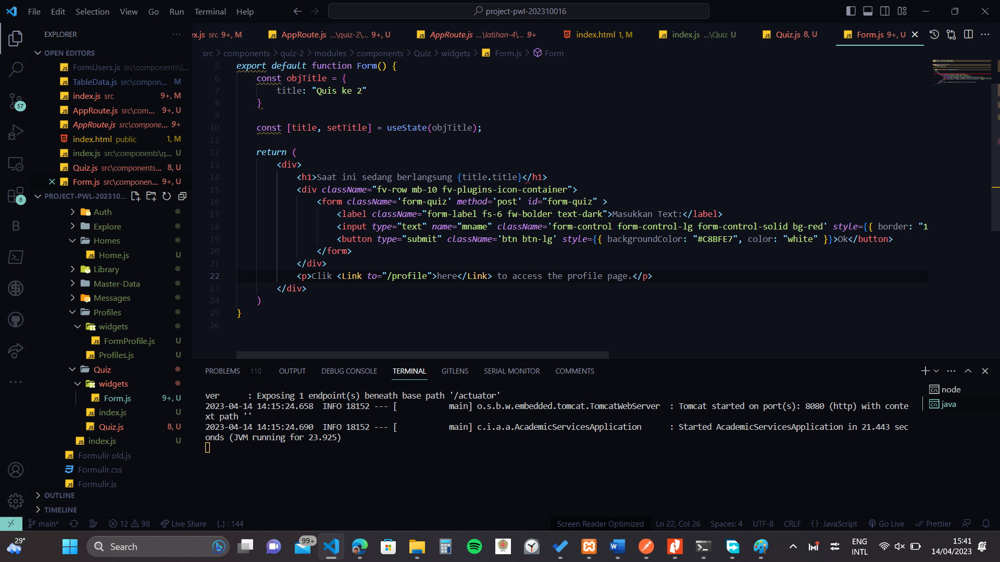 File Edit Selection View Go Run Terminal Help
project-pwl-202310016
EXPLORER
OPEN EDITORS
FormUsers.js src\components\l...
TableData.js src\compon... M
index.js src 9+, M
AppRoute.js src\com... 9+, U
AppRoute.js src\compone... 9+
index.html public 1, M
index.js src\components\q... U
Quiz.js src\components... 8, U
Form.js src\componen... 9+, U
PROJECT-PWL-202310...
Auth
Explore
Homes
Home.js U
Library
Master-Data
Messages
Profiles
widgets
FormProfile.js U
Profiles.js U
Quiz
widgets
Form.js 9+, U
index.js U
Quiz.js 8, U
index.js U
Formulir old.js
Formulir.css
Formulir.js
OUTLINE
TIMELINE
57
8
ex.js src 9+, M
AppRoute.js ...\quiz-2\... 9+, U
AppRoute.js ...\latihan-4\... 9+
index.html 1, M
index.js ...\Quiz U
Quiz.js 8, U
Form.js 9+, U
src > components > quiz-2 > modules > components > Quiz > widgets > Form.js > Form
5 export default function Form() {
6 const objTitle = {
7 title: "Quis ke 2"
8 }
9
10 const [title, setTitle] = useState(objTitle);
11
12 return (
13 <div>
14 <h1>Saat ini sedang berlangsung {title.title}</h1>
15 <div className="fv-row mb-10 fv-plugins-icon-container">
16 <form className='form-quiz' method='post' id="form-quiz" >
17 <label className="form-label fs-6 fw-bolder text-dark">Masukkan Text:</label>
18 <input type="text" name="mname" className='form-control form-control-lg form-control-solid bg-red' style={{ border: "1
19 <button type="submit" className='btn btn-lg' style={{ backgroundColor: "#C8BFE7", color: "white" }}>Ok</button>
20 </form>
21 </div>
22 <p>Clik <Link to="/profile">here</Link> to access the profile page.</p>
23 </div>
24 )
25 }
26
PROBLEMS 110 OUTPUT DEBUG CONSOLE TERMINAL GITLENS SERIAL MONITOR COMMENTS
ver : Exposing 1 endpoint(s) beneath base path '/actuator'
2023-04-14 14:15:24.658 INFO 18152 --- [ main] o.s.b.w.embedded.tomcat.TomcatWebServer : Tomcat started on port(s): 8080 (http) with conte
xt path ''
2023-04-14 14:15:24.690 INFO 18152 --- [ main] c.i.a.a.AcademicServicesApplication : Started AcademicServicesApplication in 21.443 sec
onds (JVM running for 23.925)
node
java
main* 12 98 Live Share {..} : 144 Screen Reader Optimized Ln 22, Col 26 Spaces: 4 UTF-8 CRLF {} JavaScript Go Live Prettier
29°
Search
99+
ENG
INTL
15:41
14/04/2023